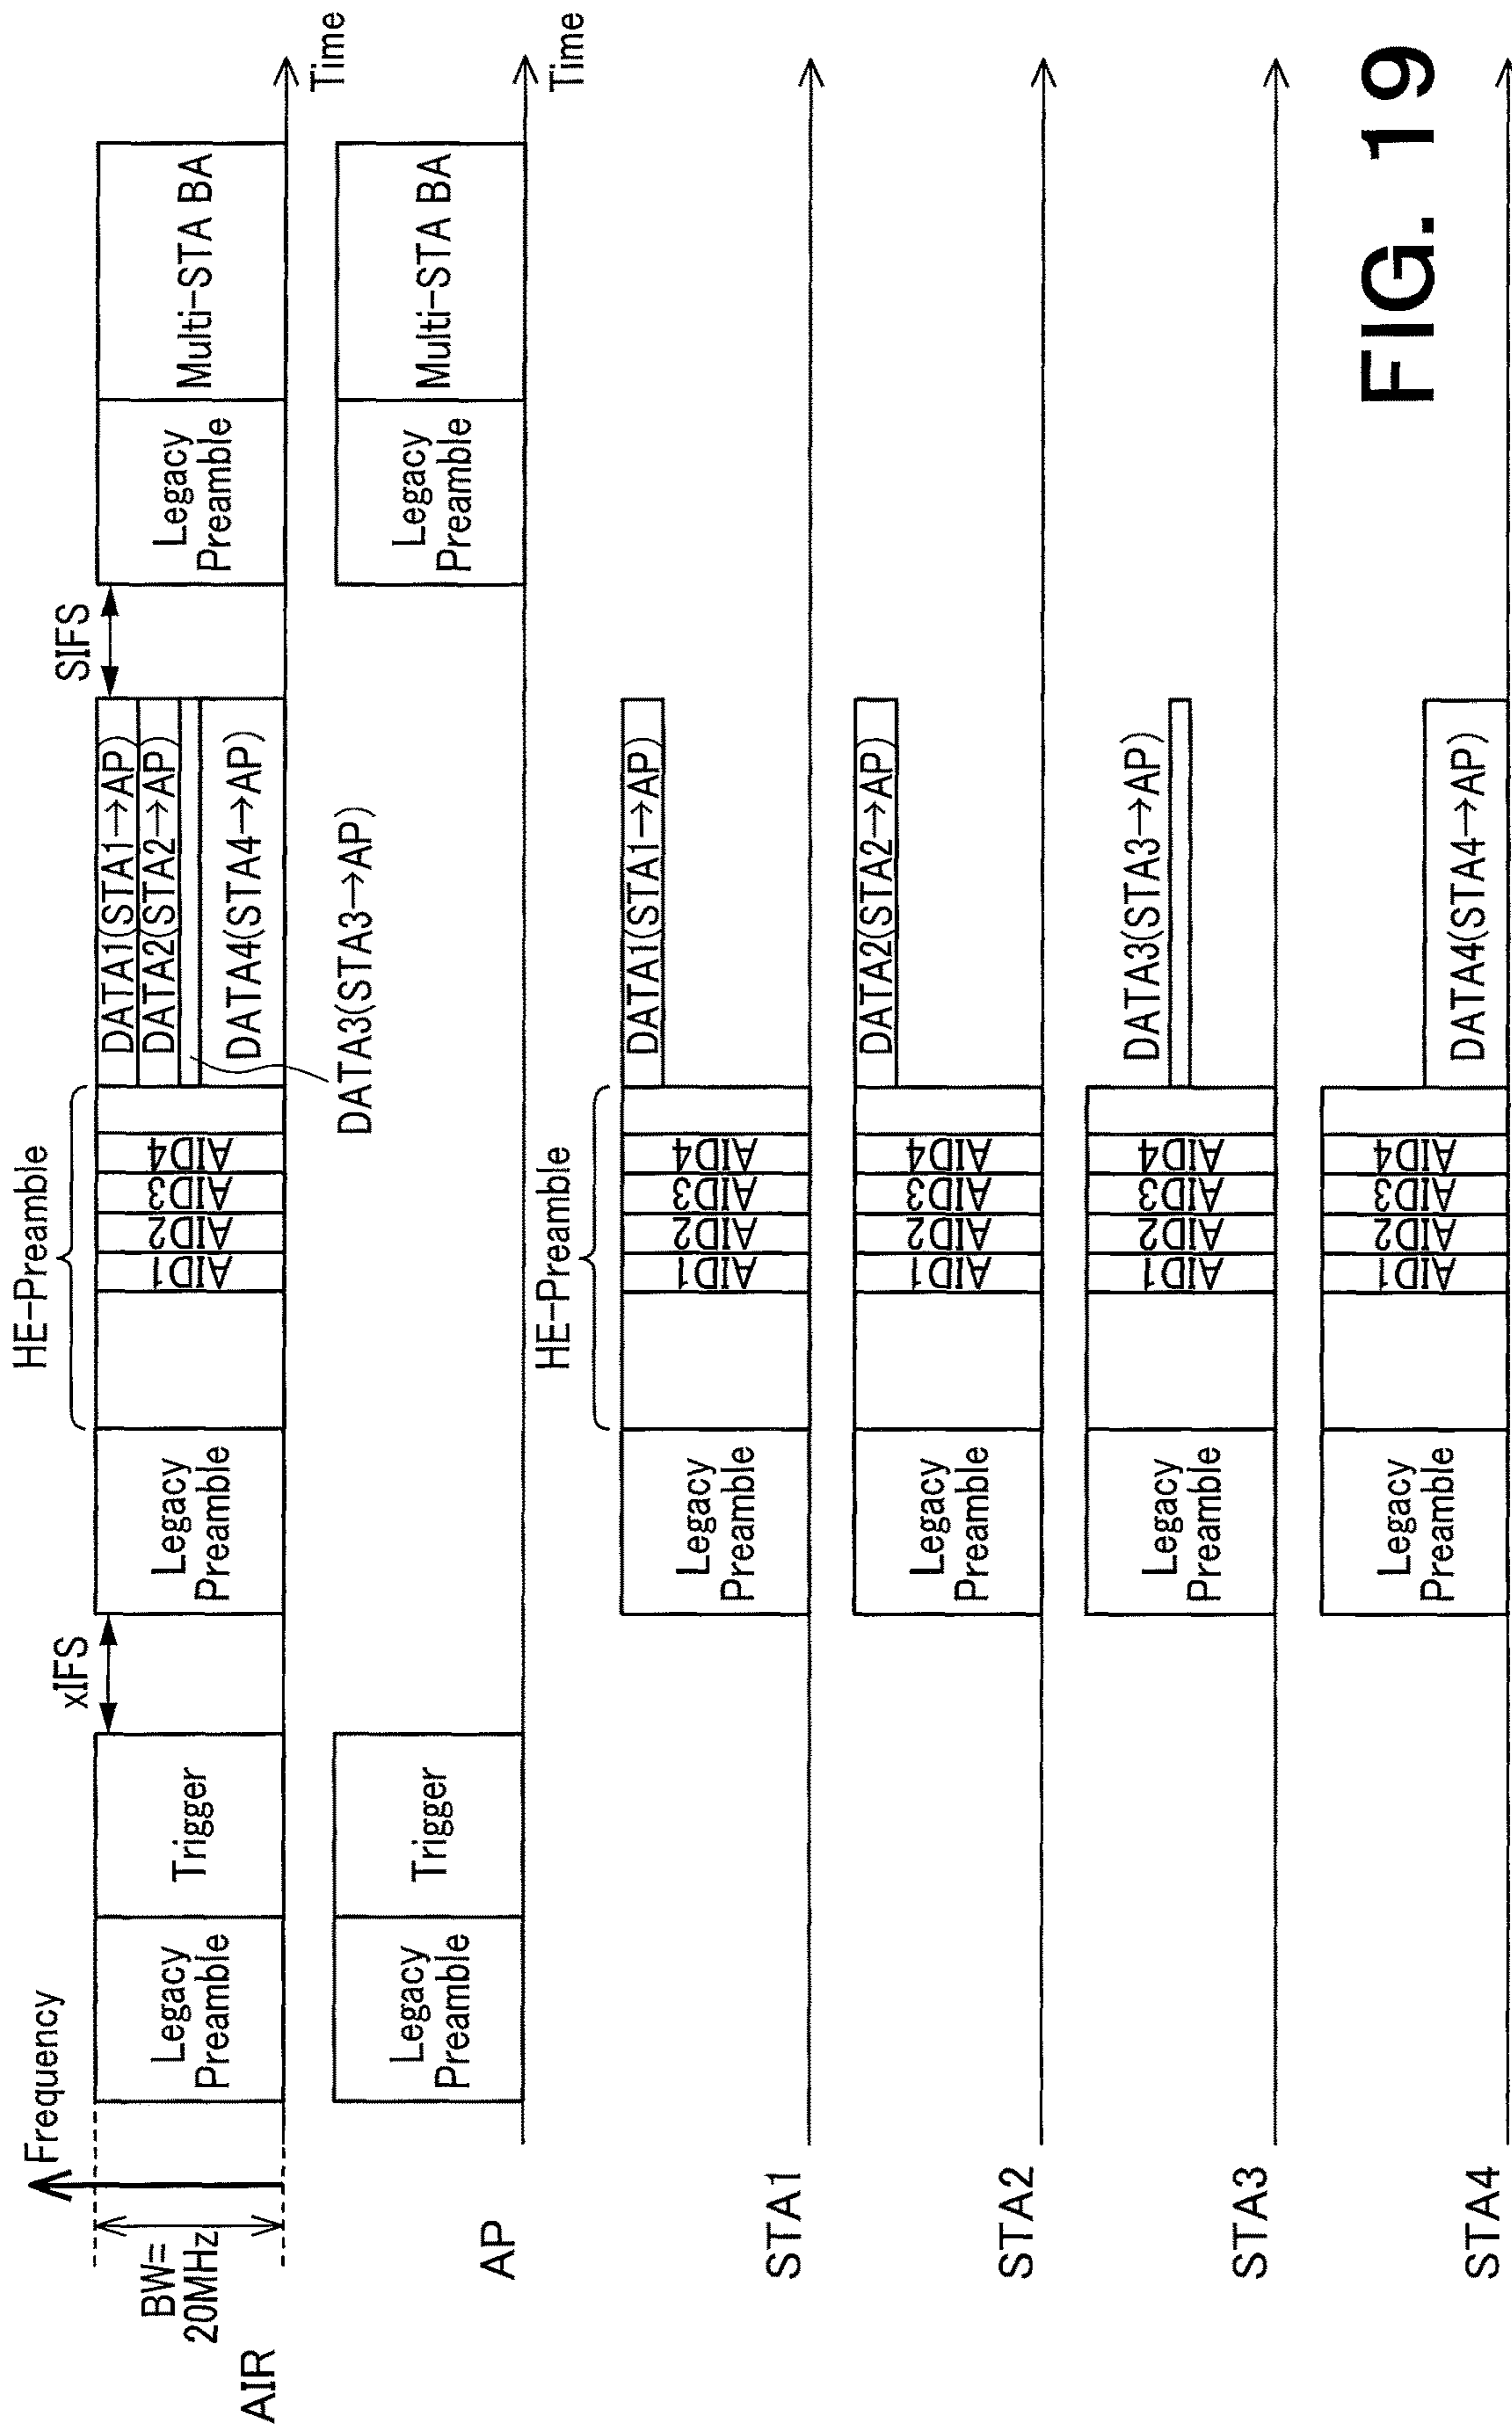 Frequency
BW=
20MHz
AIR
Legacy
Preamble
Trigger
xIFS
Legacy
Preamble
HE-Preamble
AID1
AID2
AID3
AID4
DATA1(STA1→AP)
DATA2(STA2→AP)
DATA4(STA4→AP)
DATA3(STA3→AP)
SIFS
Legacy
Preamble
Multi-STA BA
Time
AP
Legacy
Preamble
Trigger
Legacy
Preamble
Multi-STA BA
Time
STA1
Legacy
Preamble
HE-Preamble
AID1
AID2
AID3
AID4
DATA1(STA1→AP)
STA2
Legacy
Preamble
AID1
AID2
AID3
AID4
DATA2(STA2→AP)
STA3
Legacy
Preamble
AID1
AID2
AID3
AID4
DATA3(STA3→AP)
STA4
Legacy
Preamble
AID1
AID2
AID3
AID4
DATA4(STA4→AP)
FIG. 19